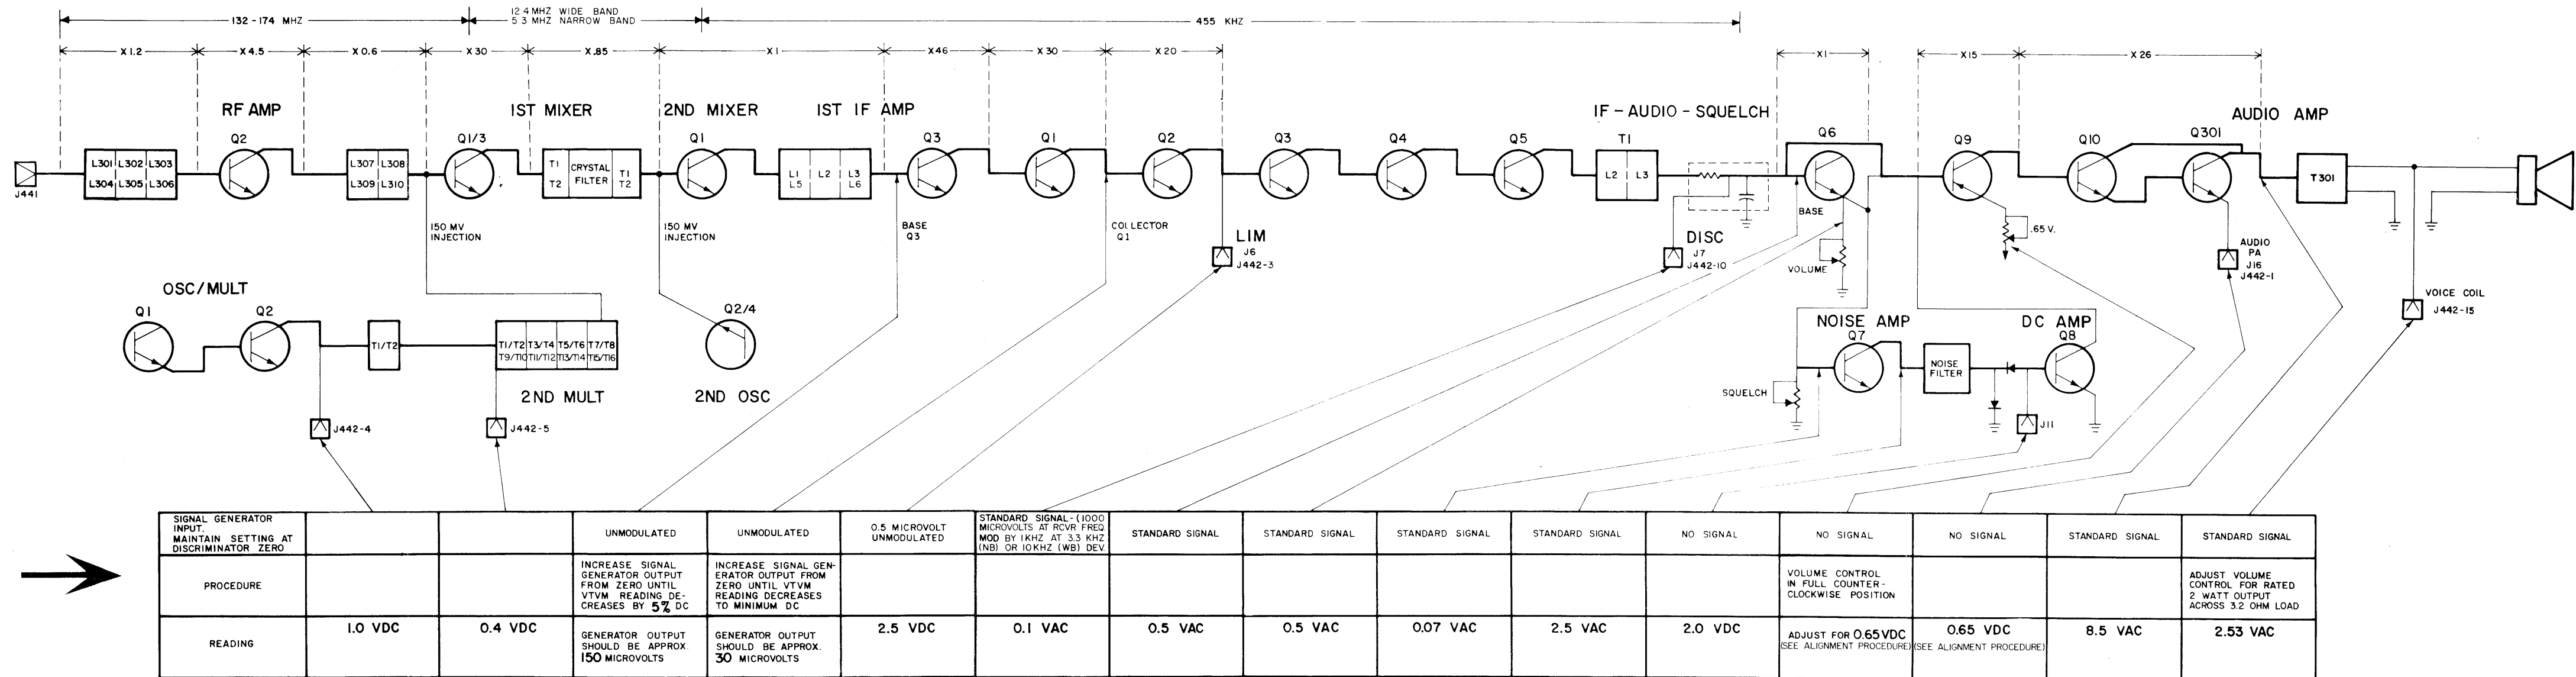 132-174 MHZ
12.4 MHZ WIDE BAND
5.3 MHZ NARROW BAND
455 KHZ
X1.2
X4.5
X0.6
X30
X.85
X1
X46
X30
X20
X1
X15
X26
RF AMP
1ST MIXER
2ND MIXER
1ST IF AMP
IF-AUDIO-SQUELCH
AUDIO AMP
J441
L301 L302 L303
L304 L305 L306
Q2
L307 L308
L309 L310
Q1/3
T1
T2
CRYSTAL
FILTER
T1
T2
Q1
L1
L5
L2
L3
L6
Q3
Q1
Q2
Q3
Q4
Q5
T1
L2 L3
Q6
Q9
Q10
Q301
T301
150 MV
INJECTION
150 MV
INJECTION
BASE
Q3
COLLECTOR
Q1
LIM
J6
J442-3
DISC
J7
J442-10
BASE
VOLUME
.65 V.
AUDIO
PA
J16
J442-1
VOICE COIL
J442-15
OSC/MULT
Q1
Q2
T1/T2
T1/T2 T3/T4 T5/T6 T7/T8
T9/T10 T11/T12 T13/T14 T15/T16
2ND MULT
Q2/4
2ND OSC
J442-4
J442-5
NOISE AMP
Q7
DC AMP
Q8
NOISE
FILTER
SQUELCH
J11
SIGNAL GENERATOR
INPUT.
MAINTAIN SETTING AT
DISCRIMINATOR ZERO
UNMODULATED
UNMODULATED
0.5 MICROVOLT
UNMODULATED
STANDARD SIGNAL-(1000
MICROVOLTS AT RCVR FREQ
MOD BY 1KHZ AT 3.3 KHZ
(NB) OR 10KHZ (WB) DEV.
STANDARD SIGNAL
STANDARD SIGNAL
STANDARD SIGNAL
STANDARD SIGNAL
NO SIGNAL
NO SIGNAL
NO SIGNAL
STANDARD SIGNAL
STANDARD SIGNAL
PROCEDURE
INCREASE SIGNAL
GENERATOR OUTPUT
FROM ZERO UNTIL
VTVM READING DE-
CREASES BY 5% DC
INCREASE SIGNAL GEN-
ERATOR OUTPUT FROM
ZERO UNTIL VTVM
READING DECREASES
TO MINIMUM DC
VOLUME CONTROL
IN FULL COUNTER-
CLOCKWISE POSITION
ADJUST VOLUME
CONTROL FOR RATED
2 WATT OUTPUT
ACROSS 3.2 OHM LOAD
READING
1.0 VDC
0.4 VDC
GENERATOR OUTPUT
SHOULD BE APPROX.
150 MICROVOLTS
GENERATOR OUTPUT
SHOULD BE APPROX.
30 MICROVOLTS
2.5 VDC
0.1 VAC
0.5 VAC
0.5 VAC
0.07 VAC
2.5 VAC
2.0 VDC
ADJUST FOR 0.65 VDC
(SEE ALIGNMENT PROCEDURE)
0.65 VDC
(SEE ALIGNMENT PROCEDURE)
8.5 VAC
2.53 VAC